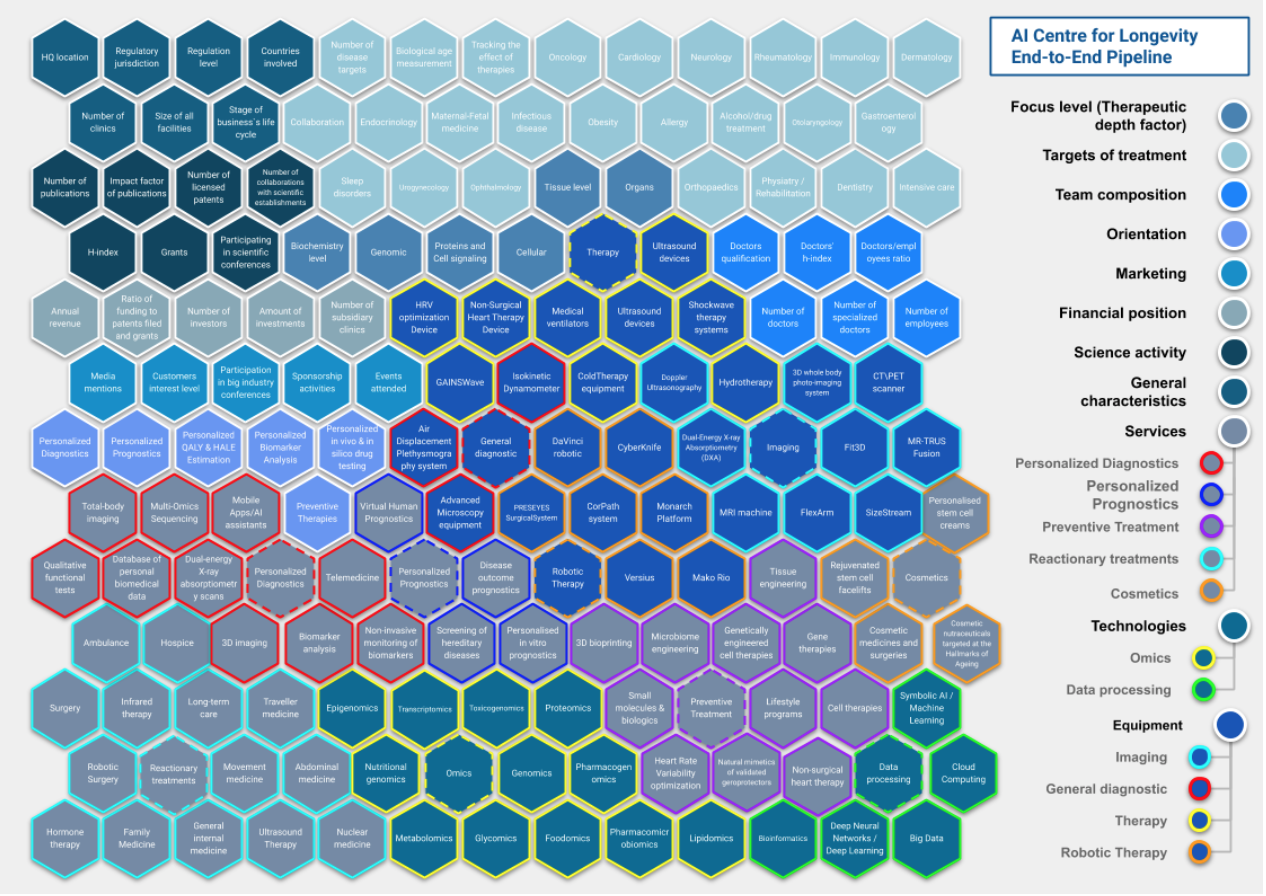 AI Centre for Longevity
End-to-End Pipeline
HQ location
Regulatory
jurisdiction
Regulation
level
Countries
involved
Number of
disease
targets
Biological age
measurement
Tracking the
effect of
therapies
Oncology
Cardiology
Neurology
Rheumatology
Immunology
Dermatology
Number of
clinics
Size of all
facilities
Stage of
business´s life
cycle
Collaboration
Endocrinology
Maternal-Fetal
medicine
Infectious
disease
Obesity
Allergy
Alcohol/drug
treatment
Otolaryngology
Gastroenterol
ogy
Number of
publications
Impact factor
of publications
Number of
licensed
patents
Number of
collaborations
with scientific
establishments
Sleep
disorders
Urogynecology
Ophtalmology
Tissue level
Organs
Orthopaedics
Physiatry /
Rehabilitation
Dentistry
Intensive care
H-index
Grants
Participating
in scientific
conferences
Biochemistry
level
Genomic
Proteins and
Cell signaling
Cellular
Therapy
Ultrasound
devices
Doctors
qualification
Doctors'
h-index
Doctors/empl
oyees ratio
Annual
revenue
Ratio of
funding to
patents filed
and grants
Number of
investors
Amount of
investments
Number of
subsidiary
clinics
HRV
optimization
Device
Non-Surgical
Heart Therapy
Device
Medical
ventilators
Ultrasound
devices
Shockwave
therapy
systems
Number of
doctors
Number of
specialized
doctors
Number of
employees
Media
mentions
Customers
interest level
Participation
in big industry
conferences
Sponsorship
activities
Events
attended
GAINSWave
Isokinetic
Dynamometer
ColdTherapy
equipment
Doppler
Ultrasonography
Hydrotherapy
3D whole body
photo-imaging
system
CT\PET
scanner
Personalized
Diagnostics
Personalized
Prognostics
Personalized
QALY & HALE
Estimation
Personalized
Biomarker
Analysis
Personalized
in vivo & in
silico drug
testing
Air
Displacement
Plethysmogra
phy system
General
diagnostic
DaVinci
robotic
CyberKnife
Dual-Energy X-ray
Absorptiometry
(DXA)
Imaging
Fit3D
MR-TRUS
Fusion
Total-body
imaging
Multi-Omics
Sequencing
Mobile
Apps/AI
assistants
Preventive
Therapies
Virtual Human
Prognostics
Advanced
Microscopy
equipment
PRESEYES
SurgicalSystem
CorPath
system
Monarch
Platform
MRI machine
FlexArm
SizeStream
Personalised
stem cell
creams
Qualitative
functional
tests
Database of
personal
biomedical
data
Dual-energy
X-ray
absorptiometr
y scans
Personalized
Diagnostics
Telemedicine
Personalized
Prognostics
Disease
outcome
prognostics
Robotic
Therapy
Versius
Mako Rio
Tissue
engineering
Rejuvenated
stem cell
facelifts
Cosmetics
Ambulance
Hospice
3D imaging
Biomarker
analysis
Non-invasive
monitoring of
biomarkers
Screening of
hereditary
diseases
Personalised
in vitro
prognostics
3D bioprinting
Microbiome
engineering
Genetically
engineered
cell therapies
Gene
therapies
Cosmetic
medicines and
surgeries
Cosmetic
nutraceuticals
targeted at the
Hallmarks of
Ageing
Surgery
Infrared
therapy
Long-term
care
Traveller
medicine
Epigenomics
Transcriptomics
Toxicogenomics
Proteomics
Small
molecules &
biologics
Preventive
Treatment
Lifestyle
programs
Cell therapies
Symbolic AI /
Machine
Learning
Robotic
Surgery
Reactionary
treatments
Movement
medicine
Abdominal
medicine
Nutritional
genomics
Omics
Genomics
Pharmacogen
omics
Heart Rate
Variability
optimization
Natural mimetics
of validated
geroprotectors
Non-surgical
heart therapy
Data
processing
Cloud
Computing
Hormone
therapy
Family
Medicine
General
internal
medicine
Ultrasound
Therapy
Nuclear
medicine
Metabolomics
Glycomics
Foodomics
Pharmacomicr
obiomics
Lipidomics
Bioinformatics
Deep Neural
Networks /
Deep Learning
Big Data
Focus level (Therapeutic
depth factor)
Targets of treatment
Team composition
Orientation
Marketing
Financial position
Science activity
General
characteristics
Services
Personalized Diagnostics
Personalized
Prognostics
Preventive Treatment
Reactionary treatments
Cosmetics
Technologies
Omics
Data processing
Equipment
Imaging
General diagnostic
Therapy
Robotic Therapy